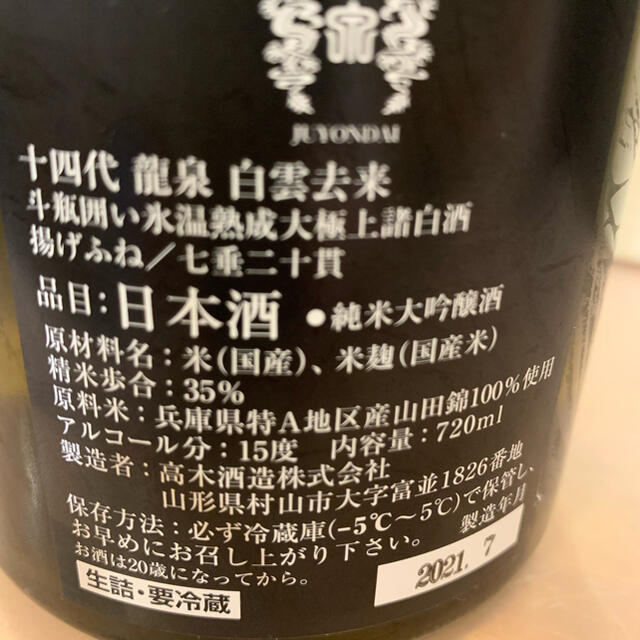 JUYONDAI
十四代 龍泉 白雲去来
斗瓶囲い氷温熟成大極上諸白酒
揚げふね／七垂二十貫
品目：日本酒・純米大吟醸酒
原材料名：米（国産）、米麹（国産米）
精米歩合：35％
原料米：兵庫県特A地区産山田錦100％使用
アルコール分：15度 内容量：720ml
製造者：高木酒造株式会社
山形県村山市大字富並1826番地
保存方法：必ず冷蔵庫（−5℃〜5℃）で保管し、
お早めにお召し上がり下さい。
製造年月
お酒は20歳になってから。
2021. 7
生詰・要冷蔵